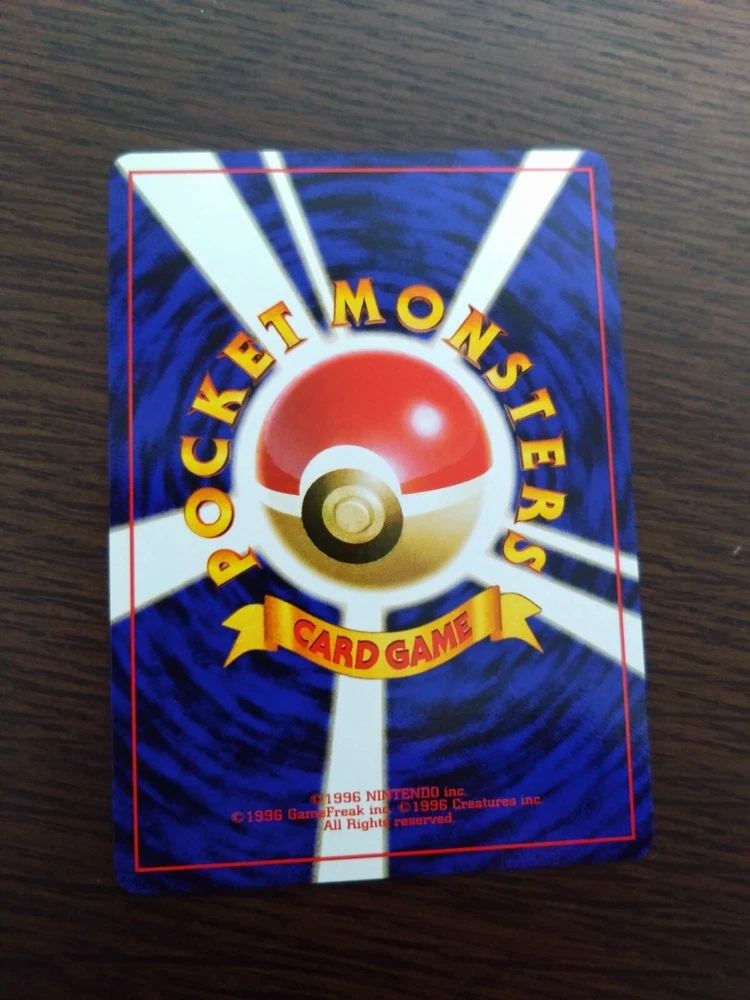 POCKET MONSTERS
CARD GAME
©1996 NINTENDO inc.
©1996 GameFreak inc. ©1996 Creatures inc.
All Rights reserved.